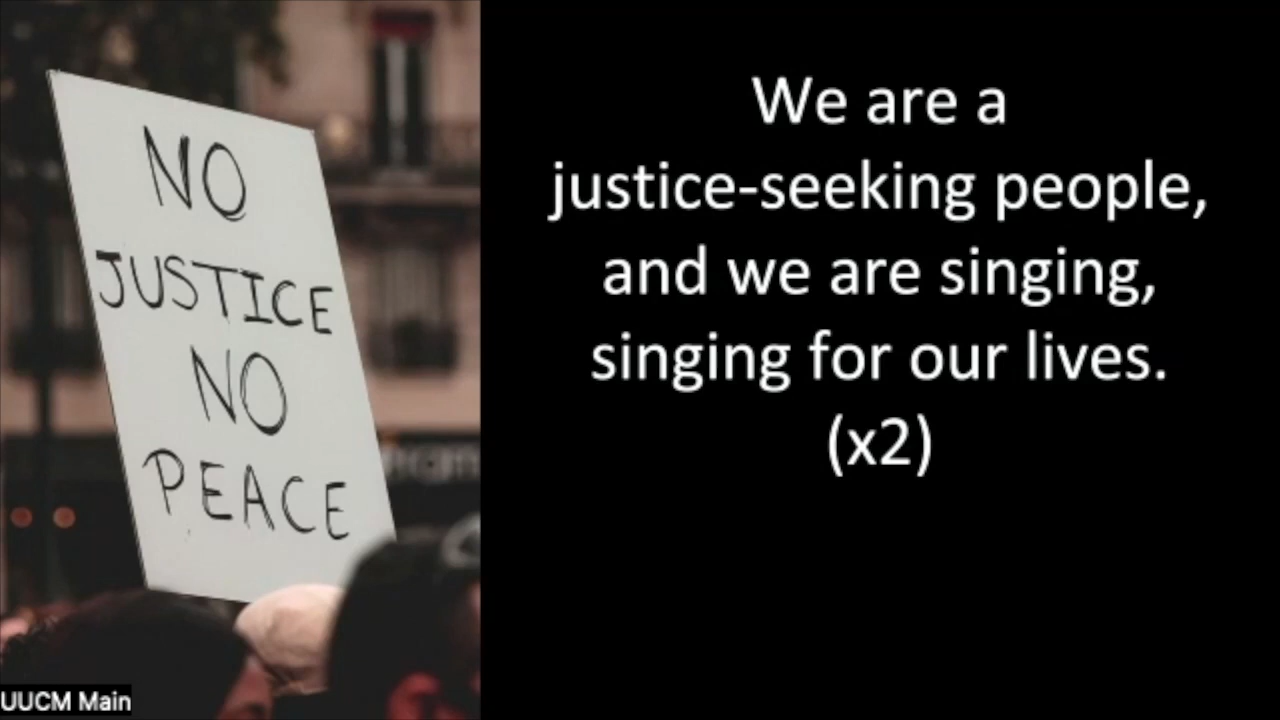 NO
JUSTICE
NO
PEACE
We are a
justice-seeking people,
and we are singing,
singing for our lives.
(x2)
UUCM Main